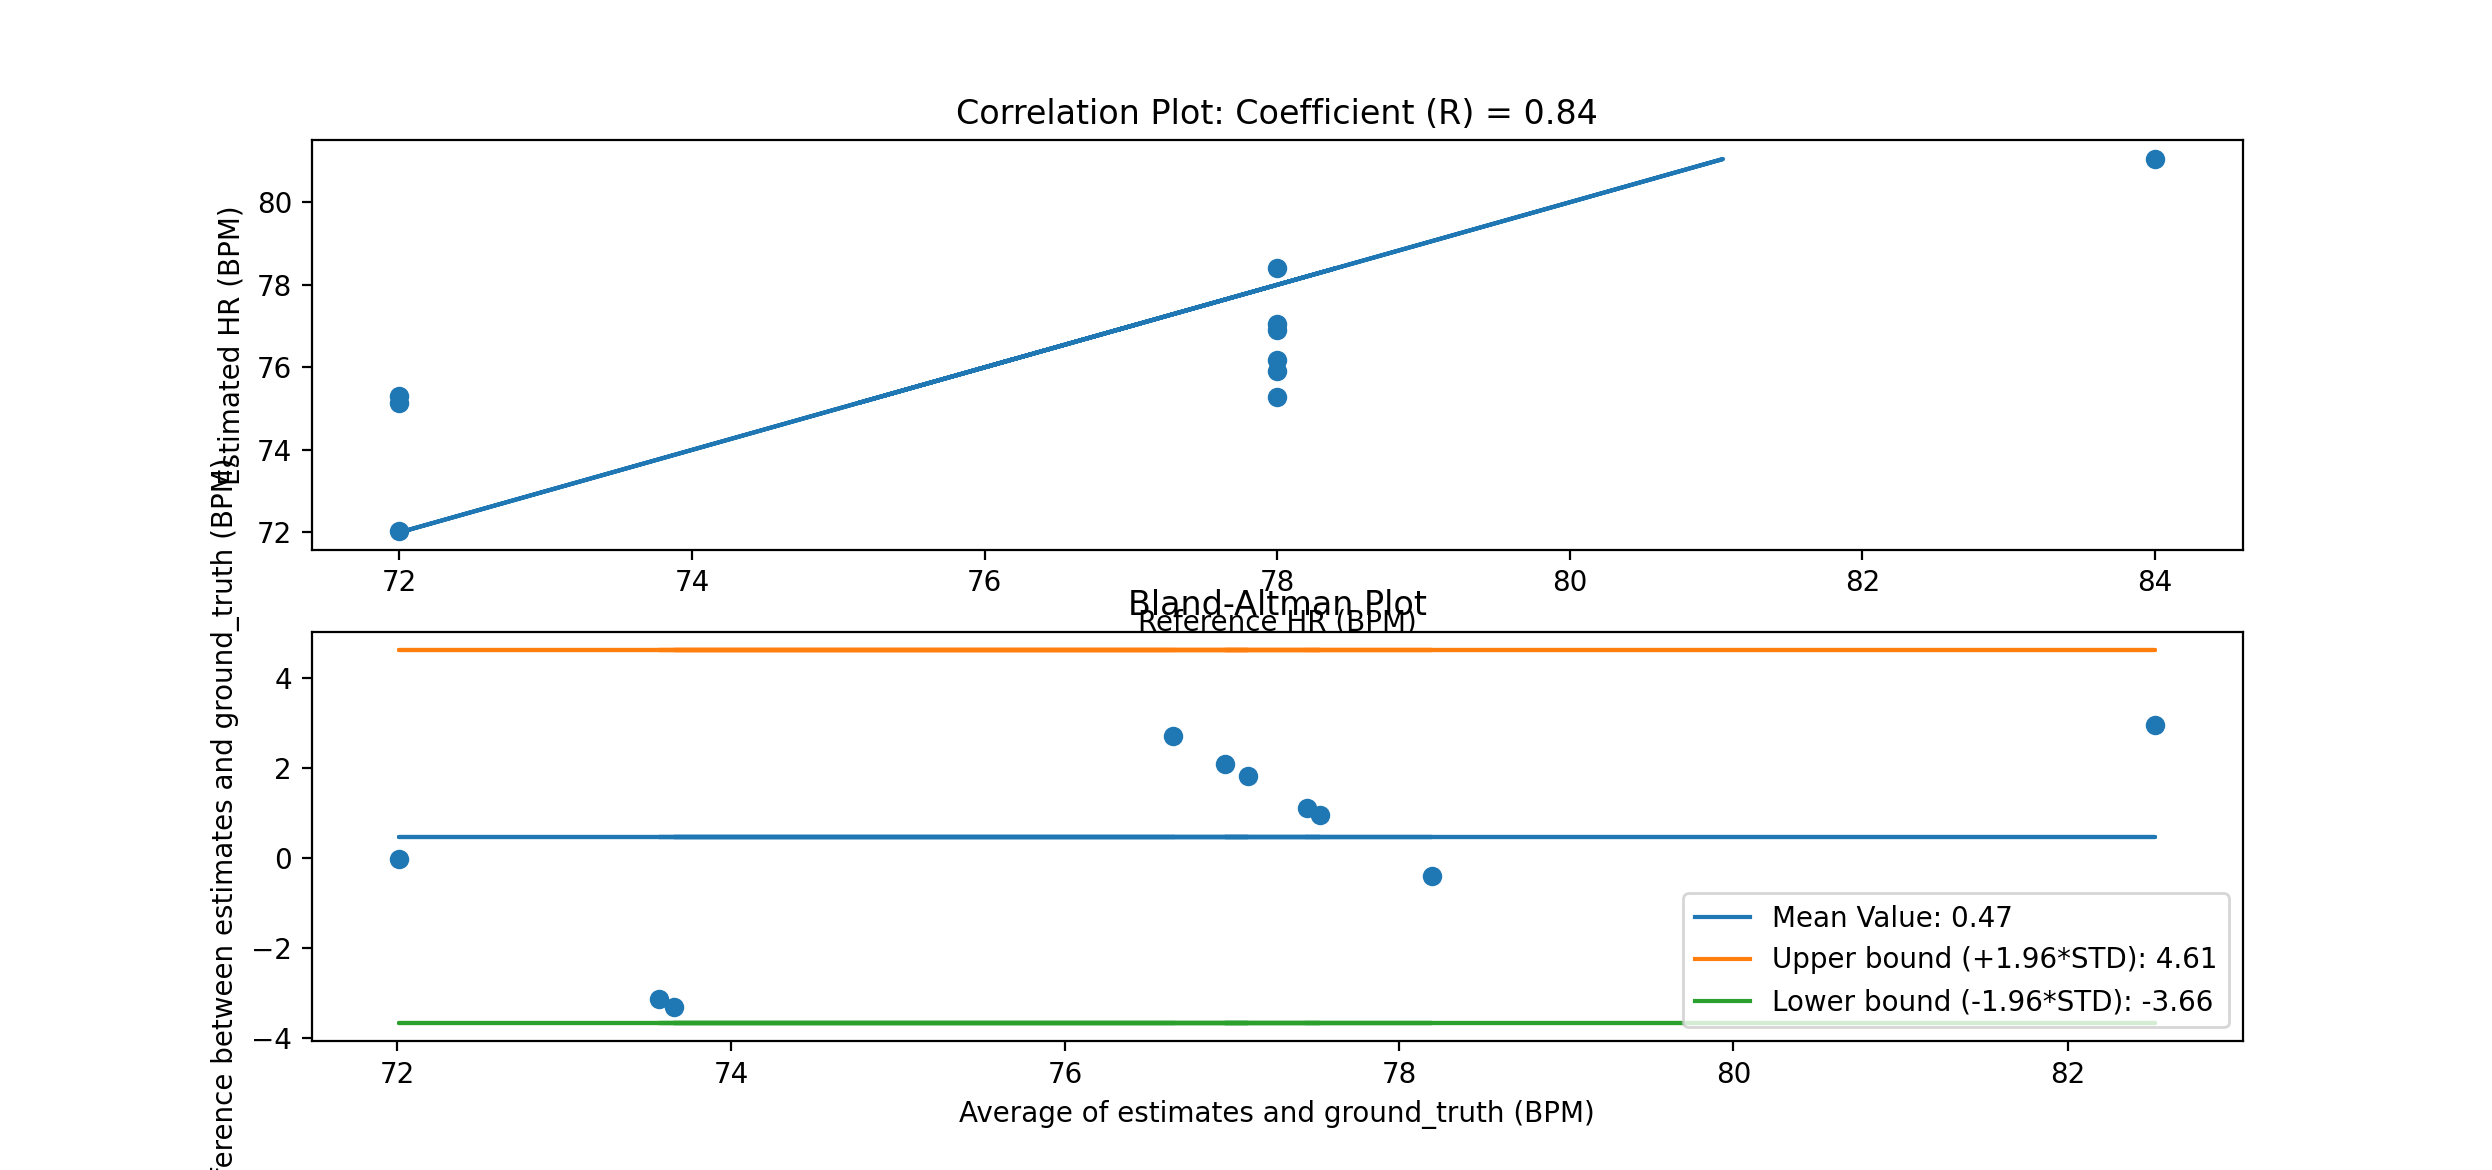 Correlation Plot: Coefficient (R) = 0.84
Estimated HR (BPM)
80
78
76
74
72
72 74 76 78 80 82 84
Reference HR (BPM)
Bland-Altman Plot
ference between estimates and ground_truth (BPM)
4
2
0
−2
−4
Mean Value: 0.47
Upper bound (+1.96*STD): 4.61
Lower bound (-1.96*STD): -3.66
72 74 76 78 80 82
Average of estimates and ground_truth (BPM)